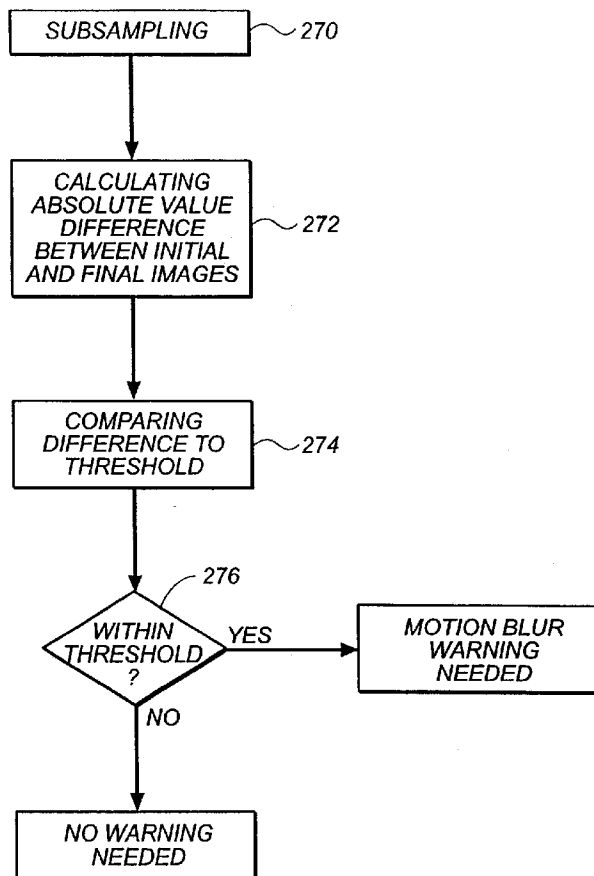 SUBSAMPLING
270
CALCULATING
ABSOLUTE VALUE
DIFFERENCE
BETWEEN INITIAL
AND FINAL IMAGES
272
COMPARING
DIFFERENCE TO
THRESHOLD
274
276
WITHIN
THRESHOLD
?
YES
MOTION BLUR
WARNING
NEEDED
NO
NO WARNING
NEEDED